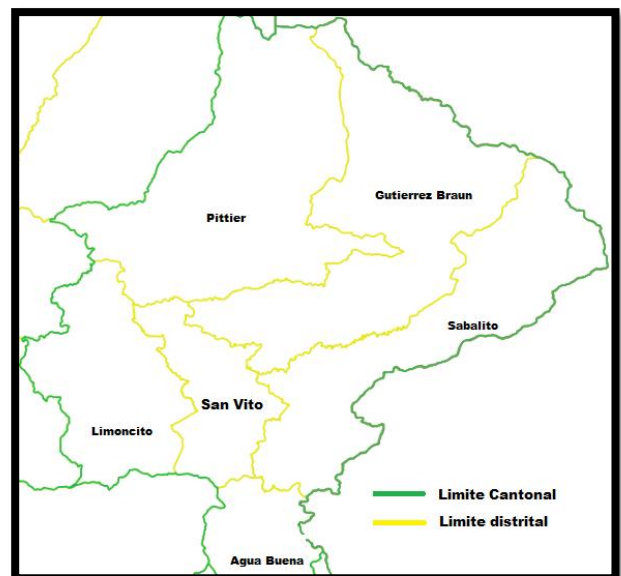 Gutierrez Braun
Pittier
Sabalito
San Vito
Limoncito
Limite Cantonal
Limite distrital
Agua Buena